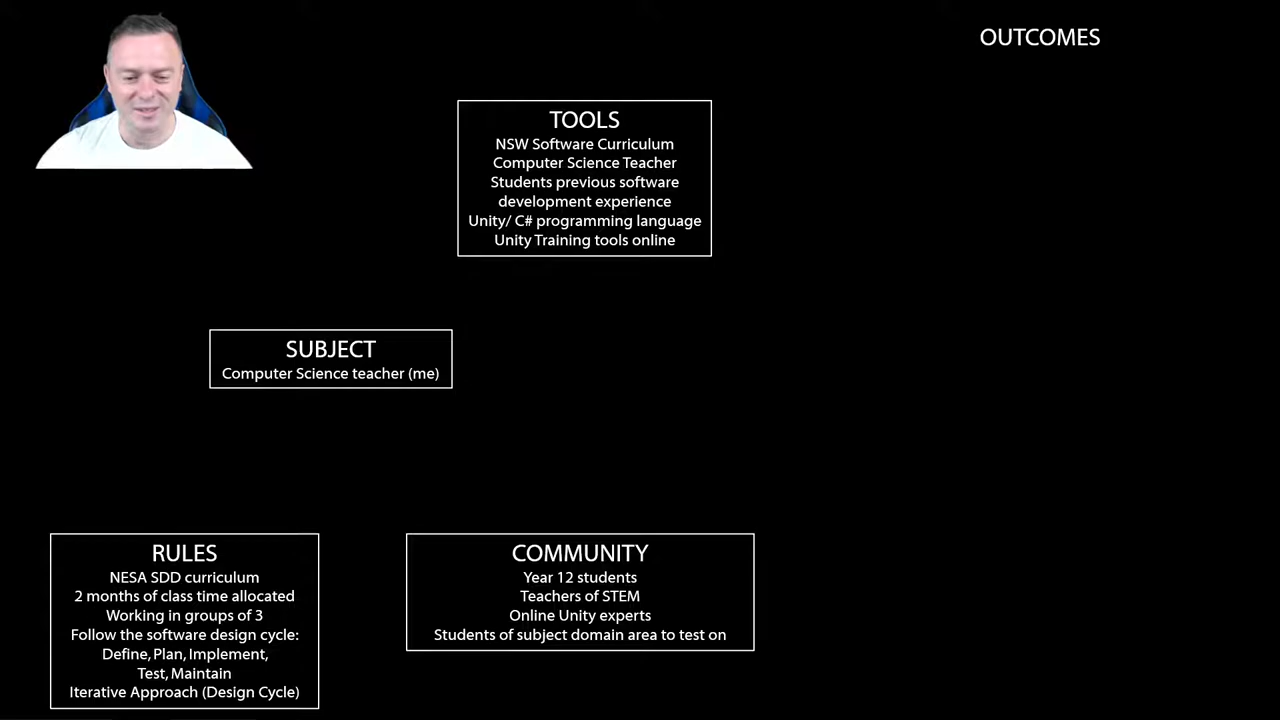 OUTCOMES
TOOLS
NSW Software Curriculum
Computer Science Teacher
Students previous software
development experience
Unity/ C# programming language
Unity Training tools online
SUBJECT
Computer Science teacher (me)
RULES
NESA SDD curriculum
2 months of class time allocated
Working in groups of 3
Follow the software design cycle:
Define, Plan, Implement,
Test, Maintain
Iterative Approach (Design Cycle)
COMMUNITY
Year 12 students
Teachers of STEM
Online Unity experts
Students of subject domain area to test on